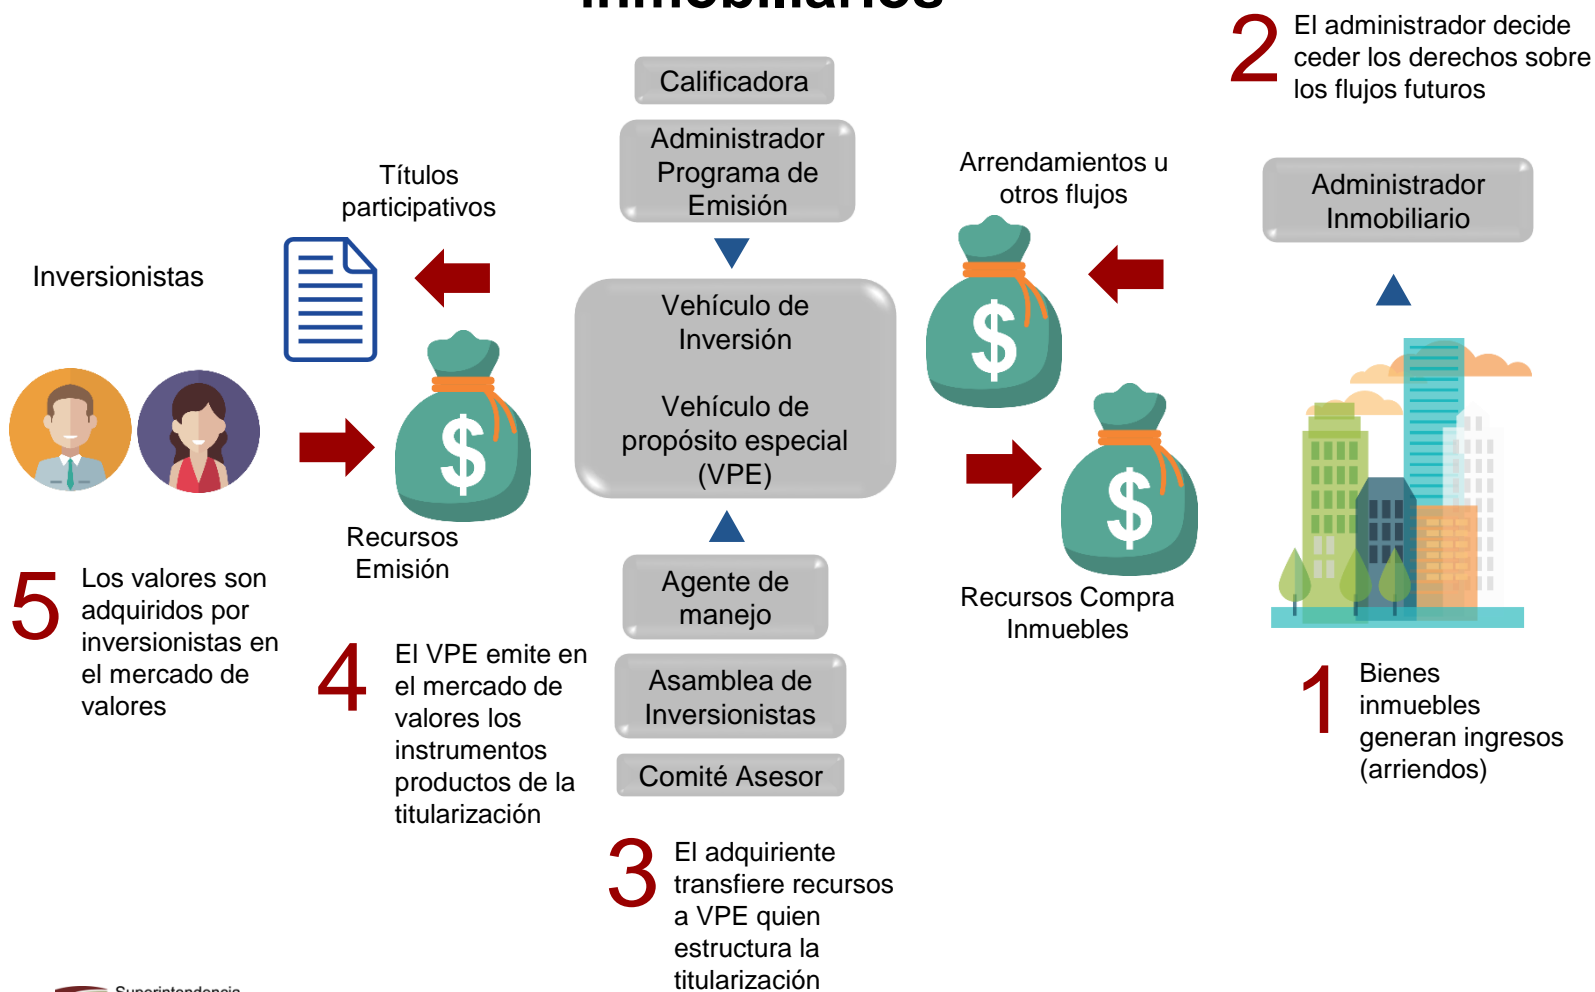 Inmobiliarios
2
El administrador decide
ceder los derechos sobre
los flujos futuros
Calificadora
Administrador
Programa de
Emisión
Títulos
participativos
Arrendamientos u
otros flujos
Administrador
Inmobiliario
Inversionistas
Vehículo de
Inversión
Vehículo de
propósito especial
(VPE)
$
$
$
Recursos
Emisión
Recursos Compra
Inmuebles
Agente de
manejo
Asamblea de
Inversionistas
Comité Asesor
5
Los valores son
adquiridos por
inversionistas en
el mercado de
valores
4
El VPE emite en
el mercado de
valores los
instrumentos
productos de la
titularización
1
Bienes
inmuebles
generan ingresos
(arriendos)
3
El adquiriente
transfiere recursos
a VPE quien
estructura la
titularización
Superintendencia